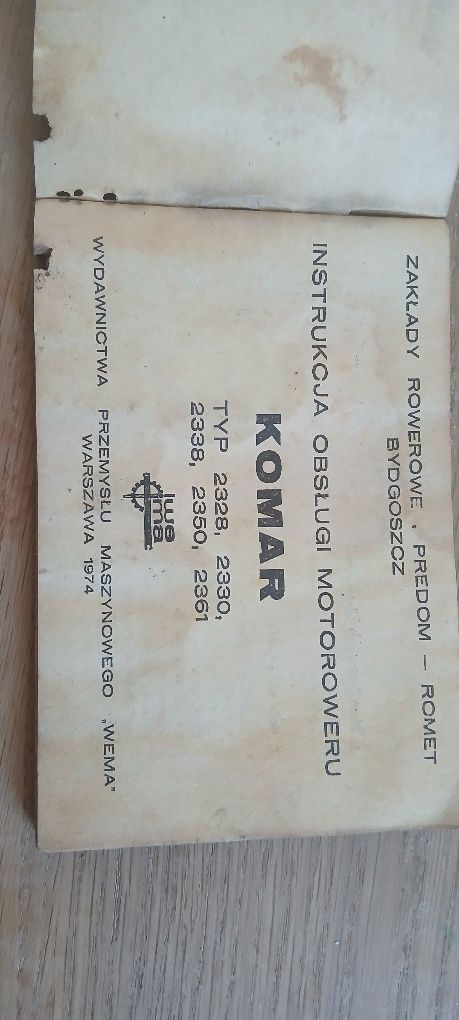 ZAKŁADY ROWEROWE , PREDOM — ROMET
BYDGOSZCZ
INSTRUKCJA OBSŁUGI MOTOROWERU
KOMAR
TYP 2328, 2330,
2338, 2350, 2361
we
ma
WYDAWNICTWA PRZEMYSŁU MASZYNOWEGO „WEMA"
WARSZAWA 1974